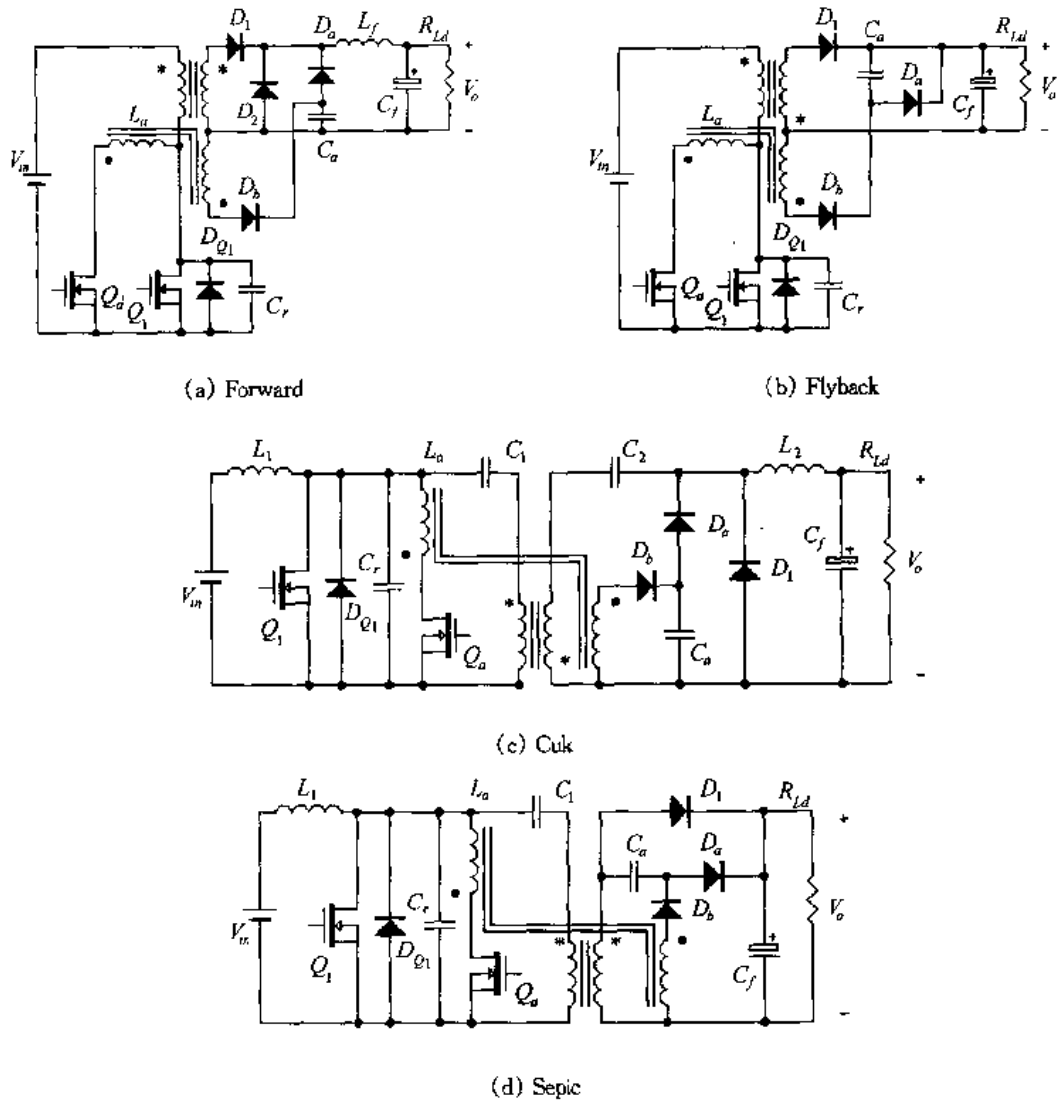 D1 Da Lf RLd
* * + +
D2 Cf Vo
La Ca −
Vin Db
DQ1
Qa Q1 Cr
(a) Forward
D1 Ca RLd
* Da + +
Cf Vo
La * −
Vin Db
* DQ1
Qa Q1 Cr
(b) Flyback
L1 La C1 C2 L2 RLd
+
Da
Cr Db Cf + Vo
Vin DQ1 D1
Q1 * Ca
Qa * −
(c) Cuk
L1 La C1 D1 RLd
+
Ca Da
Cr Db Vo
Vin * * +
Q1 DQ1 Cf
Qa −
(d) Sepic